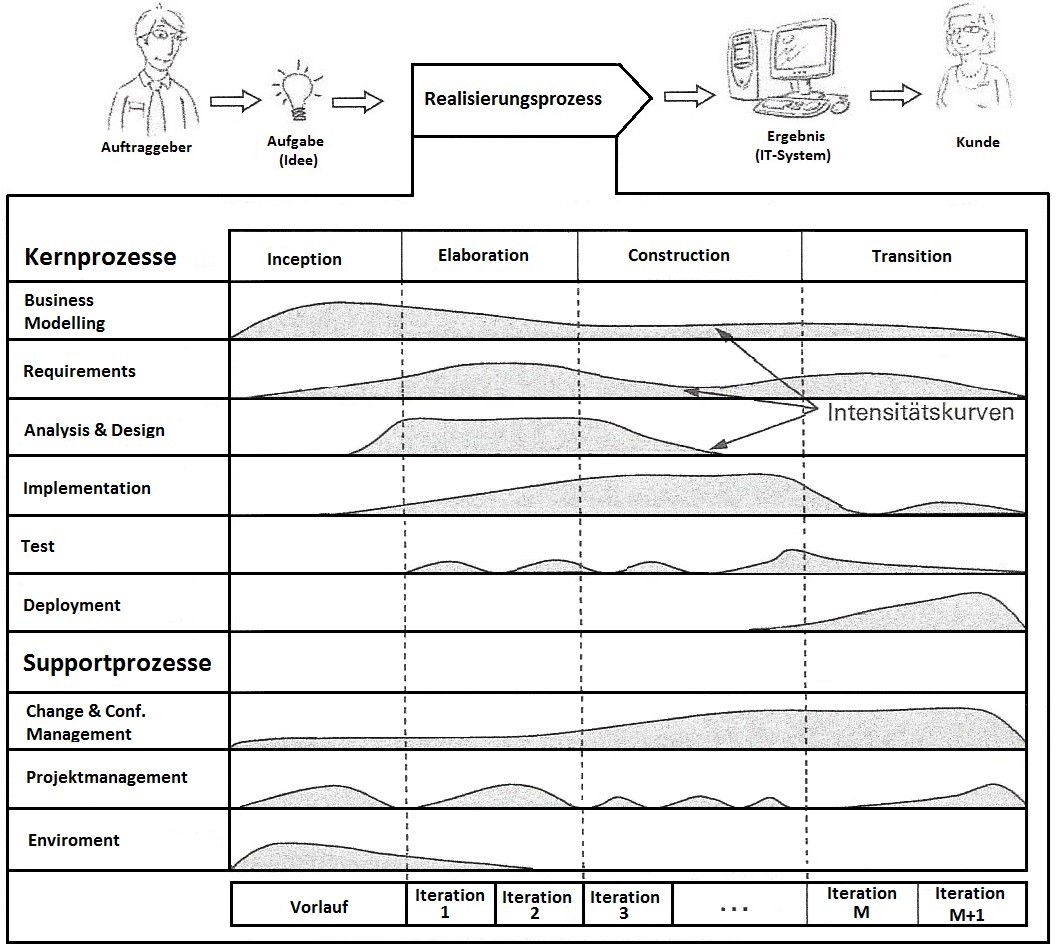 Auftraggeber
Aufgabe
(Idee)
Realisierungsprozess
Ergebnis
(IT-System)
Kunde
Kernprozesse
Inception
Elaboration
Construction
Transition
Business
Modelling
Requirements
Intensitätskurven
Analysis & Design
Implementation
Test
Deployment
Supportprozesse
Change & Conf.
Management
Projektmanagement
Enviroment
Vorlauf
Iteration
1
Iteration
2
Iteration
3
...
Iteration
M
Iteration
M+1